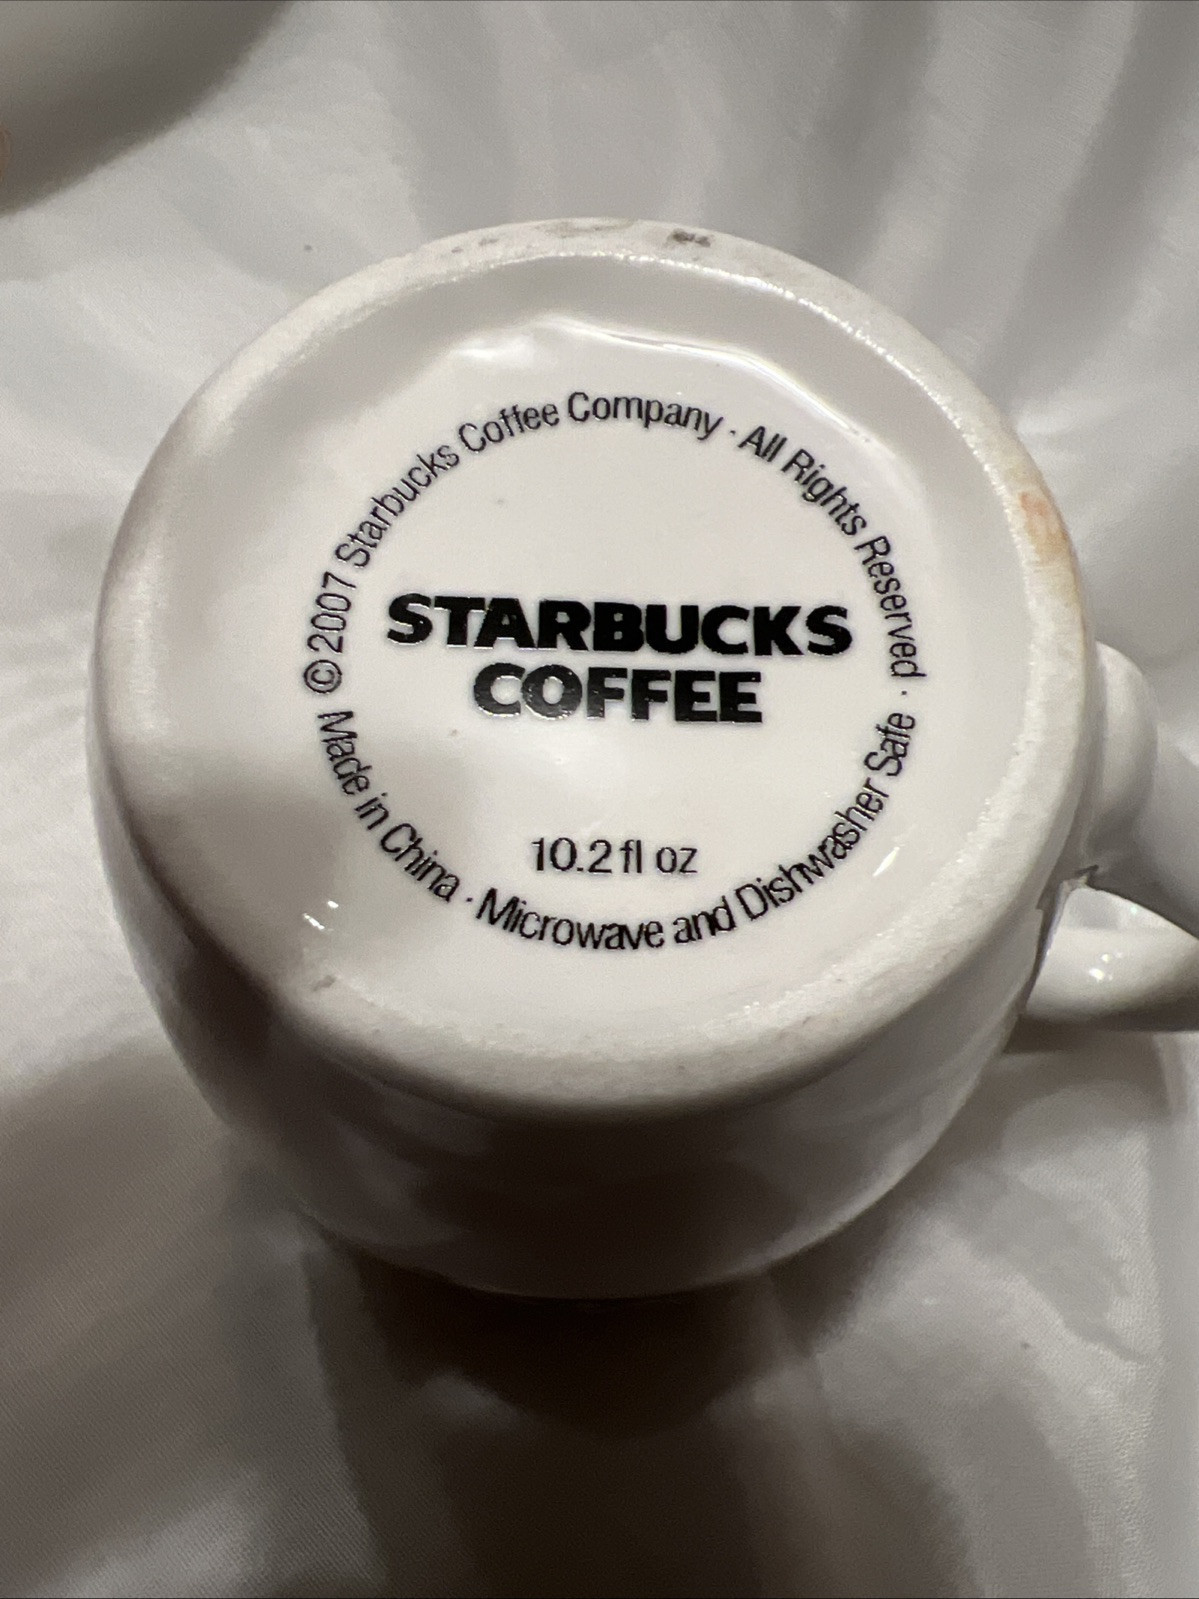 ©2007 Starbucks Coffee Company · All Rights Reserved ·
STARBUCKS
COFFEE
10.2 fl oz
Made in China · Microwave and Dishwasher Safe